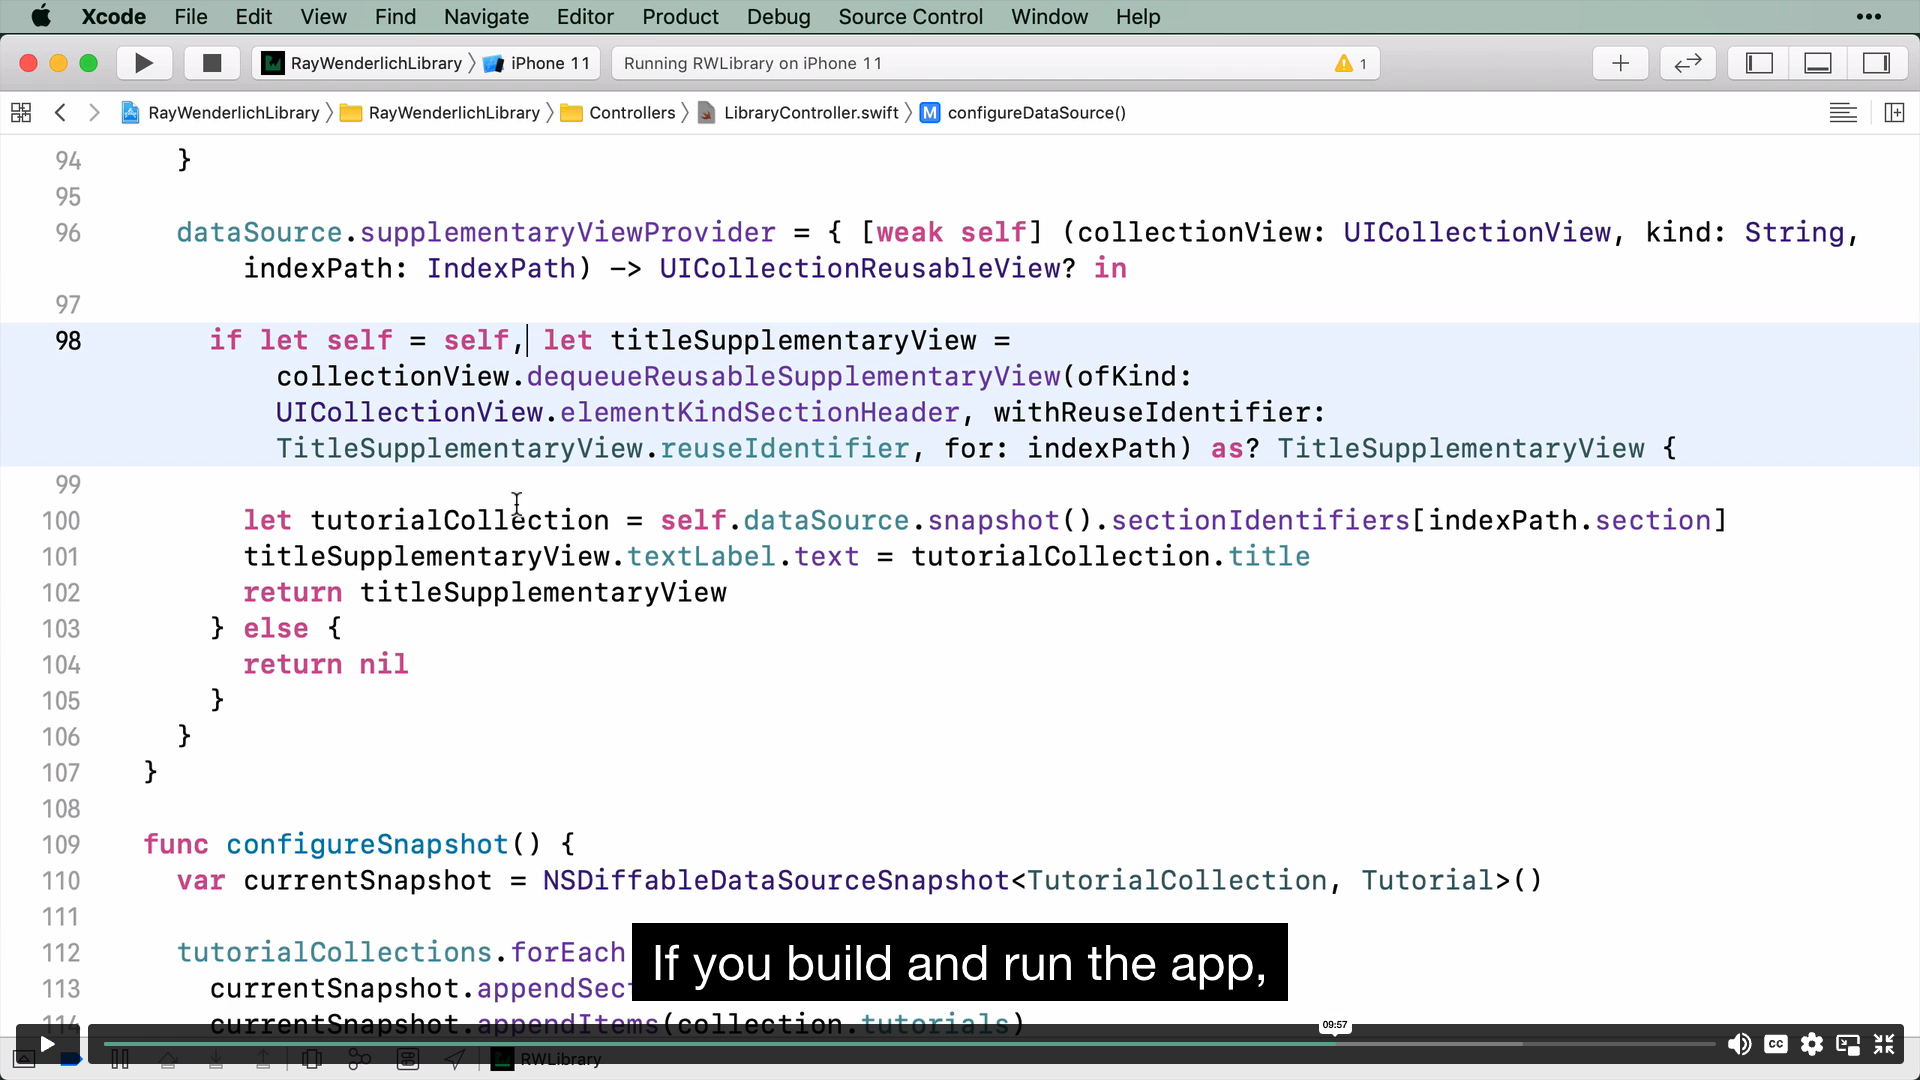 Xcode File Edit View Find Navigate Editor Product Debug Source Control Window Help
RayWenderlichLibrary iPhone 11 Running RWLibrary on iPhone 11 1
RayWenderlichLibrary RayWenderlichLibrary Controllers LibraryController.swift M configureDataSource()
94 }
95
96 dataSource.supplementaryViewProvider = { [weak self] (collectionView: UICollectionView, kind: String,
indexPath: IndexPath) -> UICollectionReusableView? in
97
98 if let self = self, let titleSupplementaryView =
collectionView.dequeueReusableSupplementaryView(ofKind:
UICollectionView.elementKindSectionHeader, withReuseIdentifier:
TitleSupplementaryView.reuseIdentifier, for: indexPath) as? TitleSupplementaryView {
99
100 let tutorialCollection = self.dataSource.snapshot().sectionIdentifiers[indexPath.section]
101 titleSupplementaryView.textLabel.text = tutorialCollection.title
102 return titleSupplementaryView
103 } else {
104 return nil
105 }
106 }
107 }
108
109 func configureSnapshot() {
110 var currentSnapshot = NSDiffableDataSourceSnapshot<TutorialCollection, Tutorial>()
111
112 tutorialCollections.forEach
If you build and run the app,
113 currentSnapshot.appendSec
114 currentSnapshot.appendItems(collection.tutorials)
09:57
CC
RWLibrary